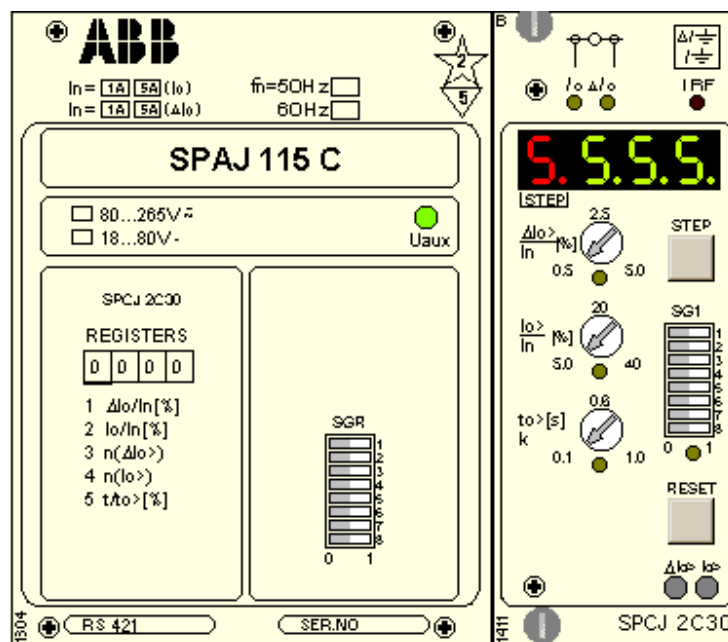 ABB
In= 1A 5A (Io)
In= 1A 5A (ΔIo)
fn=50Hz
60Hz
2
5
SPAJ 115 C
80...265V
18...80V
Uaux
SPCJ 2C30
REGISTERS
0 0 0 0
1 ΔIo/In[%]
2 Io/In[%]
3 n(ΔIo>)
4 n(Io>)
5 t/to>[%]
SGR
1
2
3
4
5
6
7
8
0 1
1304
RS 421
SER.NO
B
Io ΔIo
Δ/
IRF
5. 5. 5. 5.
STEP
ΔIo>
In [%]
2.5
0.5 5.0
STEP
Io>
In [%]
20
5.0 40
to>[s]
k
0.6
0.1 1.0
SG1
1
2
3
4
5
6
7
8
0 1
RESET
ΔIo> Io>
1411
SPCJ 2C30